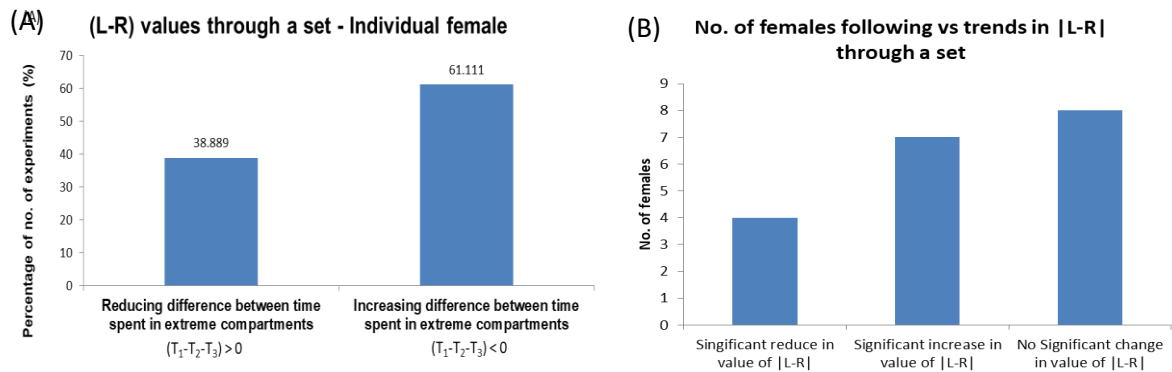 (A)
(A)
(L-R) values through a set - Individual female
Percentage of no. of experiments (%)
70
60
50
40
30
20
10
0
38.889
61.111
Reducing difference between time
spent in extreme compartments
(T₁-T₂-T₃) > 0
Increasing difference between time
spent in extreme compartments
(T₁-T₂-T₃) < 0
(B)
No. of females following vs trends in |L-R|
through a set
No. of females
9
8
7
6
5
4
3
2
1
0
Singificant reduce in
value of |L-R|
Significant increase in
value of |L-R|
No Significant change
in value of |L-R|